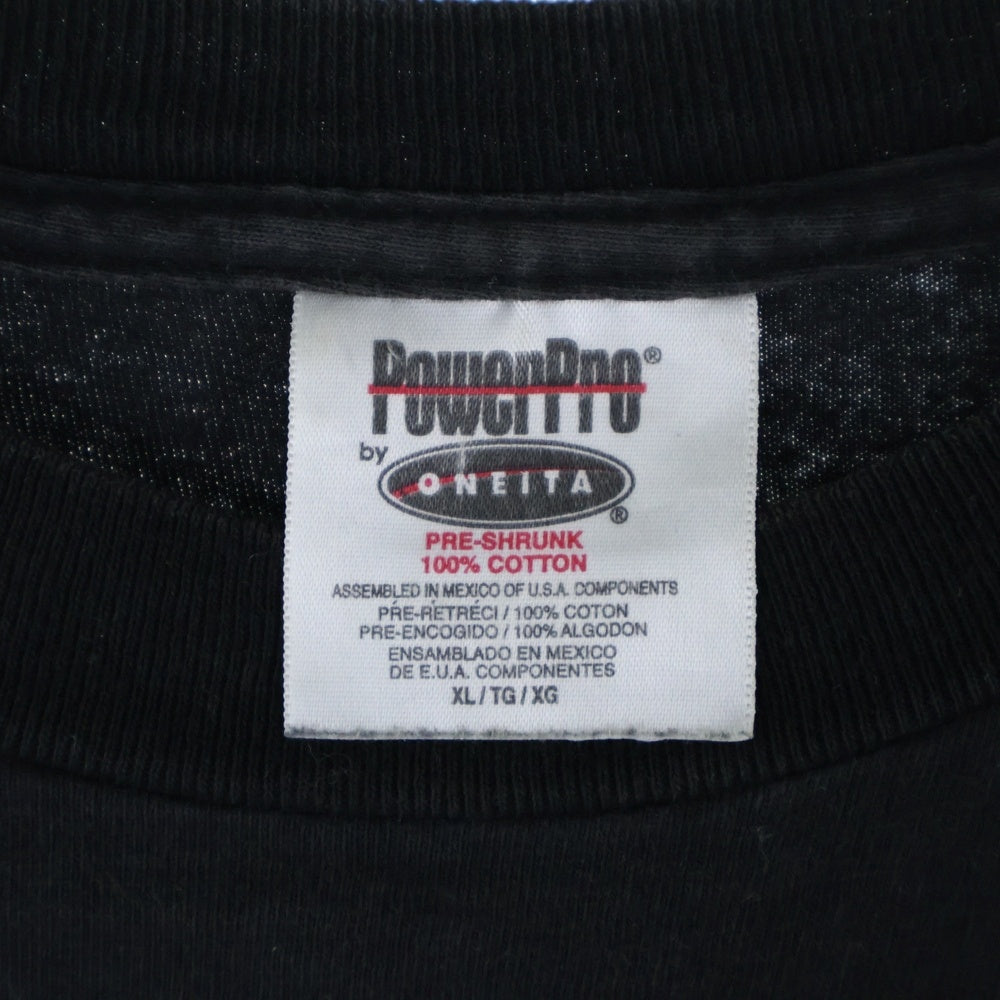 PowerPro®
by ONEITA®
PRE-SHRUNK
100% COTTON
ASSEMBLED IN MEXICO OF U.S.A. COMPONENTS
PRÉ-RÉTRÉCI / 100% COTON
PRE-ENCOGIDO / 100% ALGODON
ENSAMBLADO EN MEXICO
DE E.U.A. COMPONENTES
XL / TG / XG